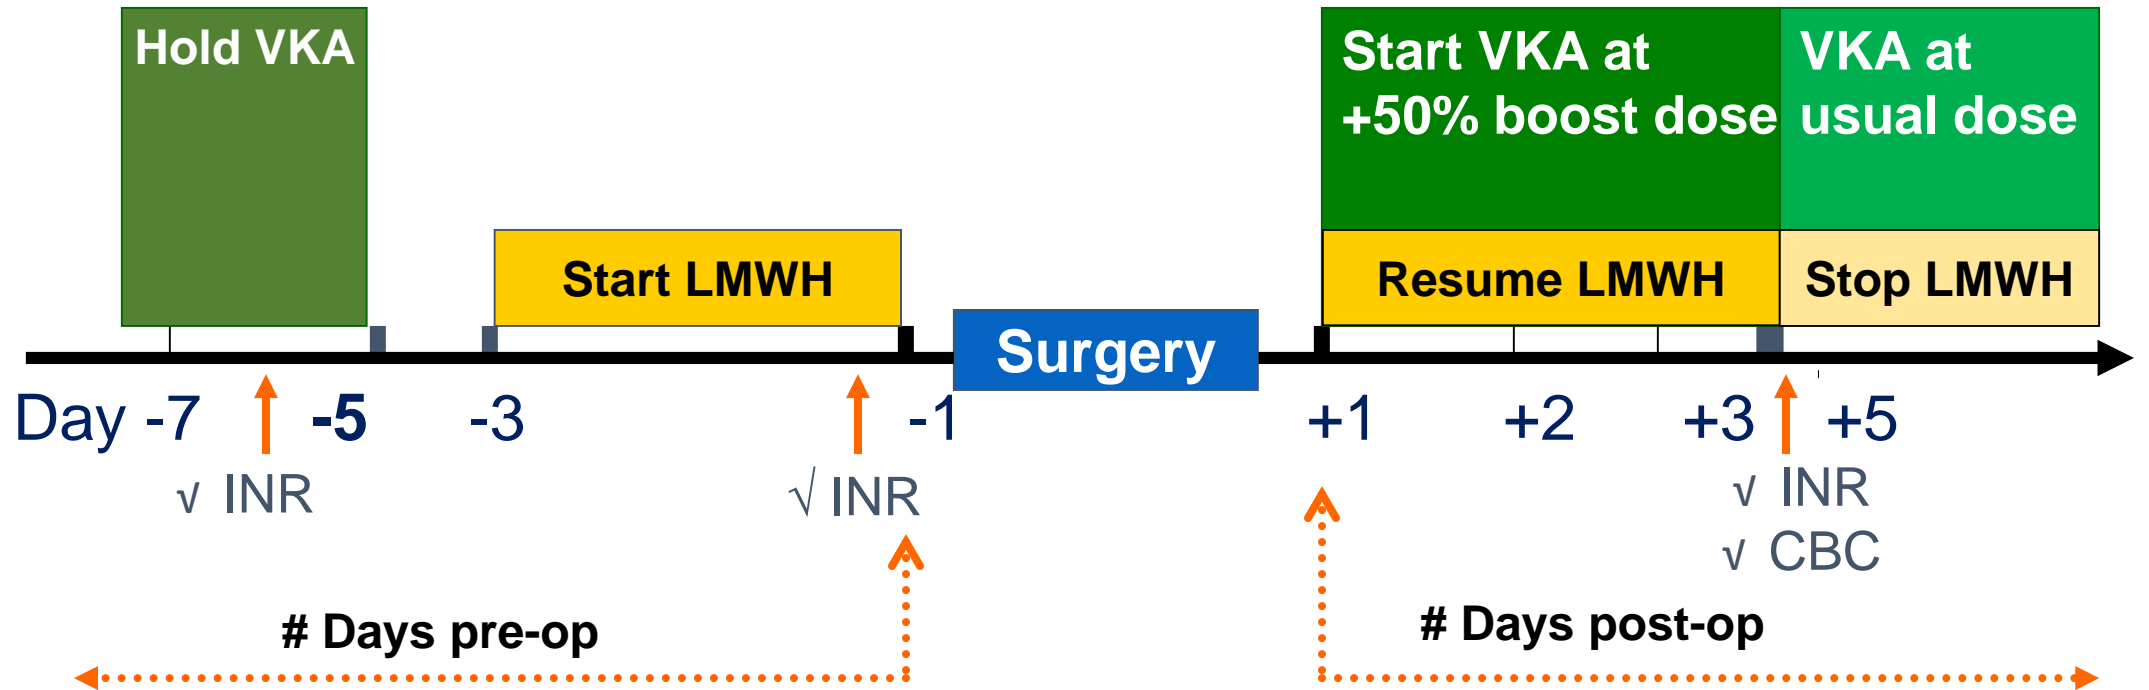 Hold VKA
Start VKA at
+50% boost dose
VKA at
usual dose
Start LMWH
Resume LMWH
Stop LMWH
Surgery
Day -7 -5 -3 -1 +1 +2 +3 +5
√ INR
√ INR
√ INR
√ CBC
# Days pre-op
# Days post-op